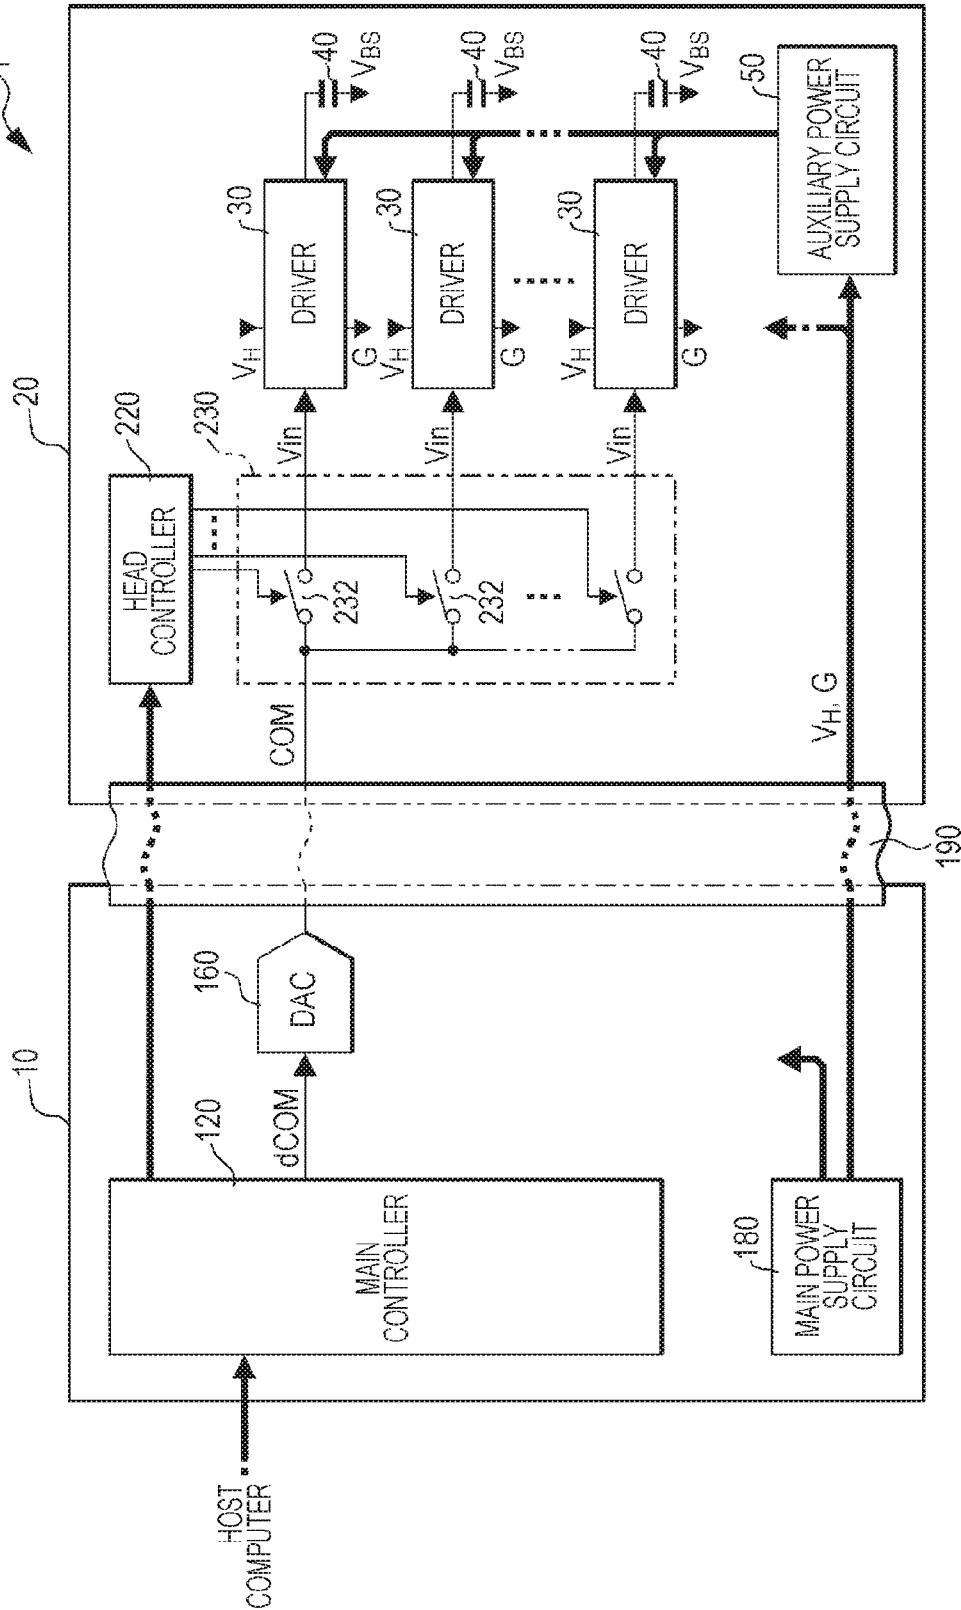 1
10
20
120
MAIN
CONTROLLER
HOST
COMPUTER
dCOM
160
DAC
COM
220
HEAD
CONTROLLER
230
232
232
Vin
Vin
Vin
VH
30
DRIVER
G
40
VBS
VH
30
DRIVER
G
40
VBS
VH
30
DRIVER
G
40
VBS
180
MAIN POWER
SUPPLY
CIRCUIT
190
VH, G
50
AUXILIARY POWER
SUPPLY CIRCUIT